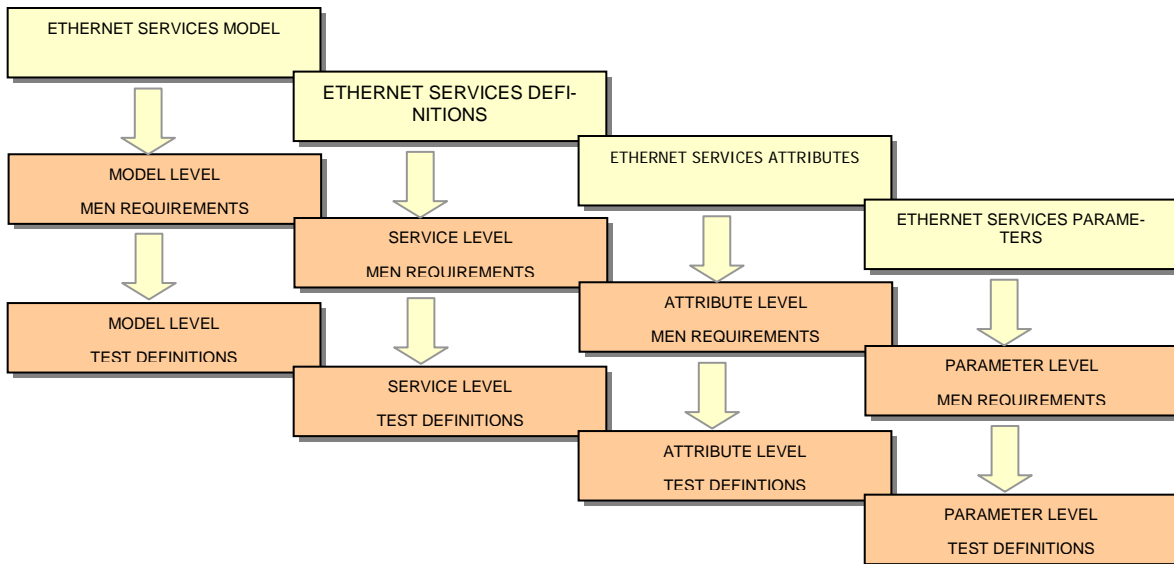 ETHERNET SERVICES MODEL
ETHERNET SERVICES DEFI-
NITIONS
ETHERNET SERVICES ATTRIBUTES
ETHERNET SERVICES PARAME-
TERS
MODEL LEVEL
MEN REQUIREMENTS
SERVICE LEVEL
MEN REQUIREMENTS
ATTRIBUTE LEVEL
MEN REQUIREMENTS
PARAMETER LEVEL
MEN REQUIREMENTS
MODEL LEVEL
TEST DEFINITIONS
SERVICE LEVEL
TEST DEFINITIONS
ATTRIBUTE LEVEL
TEST DEFINTIONS
PARAMETER LEVEL
TEST DEFINITIONS